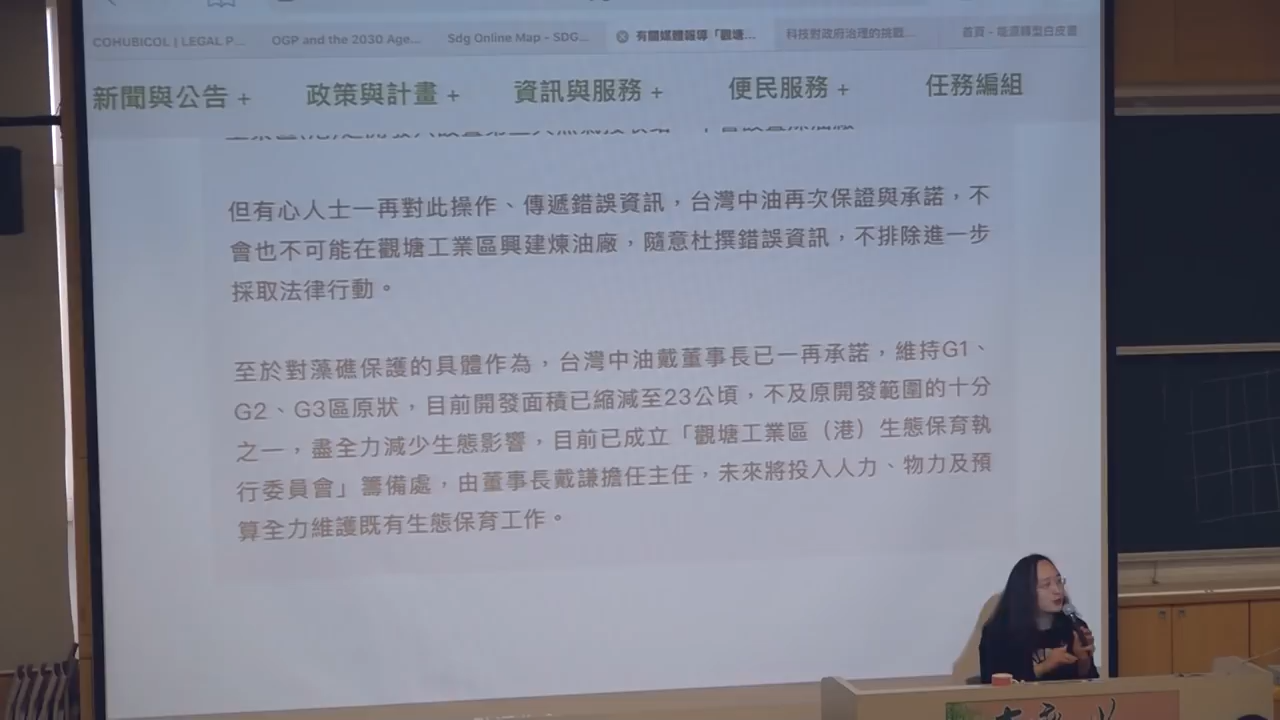 COHUBICOL | LEGAL P... OGP and the 2030 Age... Sdg Online Map - SDG... 有關媒體報導「觀塘... 科技對政府治理的挑戰... 首頁 - 能源轉型白皮書
新聞與公告 + 政策與計畫 + 資訊與服務 + 便民服務 + 任務編組
但有心人士一再對此操作、傳遞錯誤資訊，台灣中油再次保證與承諾，不
會也不可能在觀塘工業區興建煉油廠，隨意杜撰錯誤資訊，不排除進一步
採取法律行動。
至於對藻礁保護的具體作為，台灣中油戴董事長已一再承諾，維持G1、
G2、G3區原狀，目前開發面積已縮減至23公頃，不及原開發範圍的十分
之一，盡全力減少生態影響，目前已成立「觀塘工業區（港）生態保育執
行委員會」籌備處，由董事長戴謙擔任主任，未來將投入人力、物力及預
算全力維護既有生態保育工作。